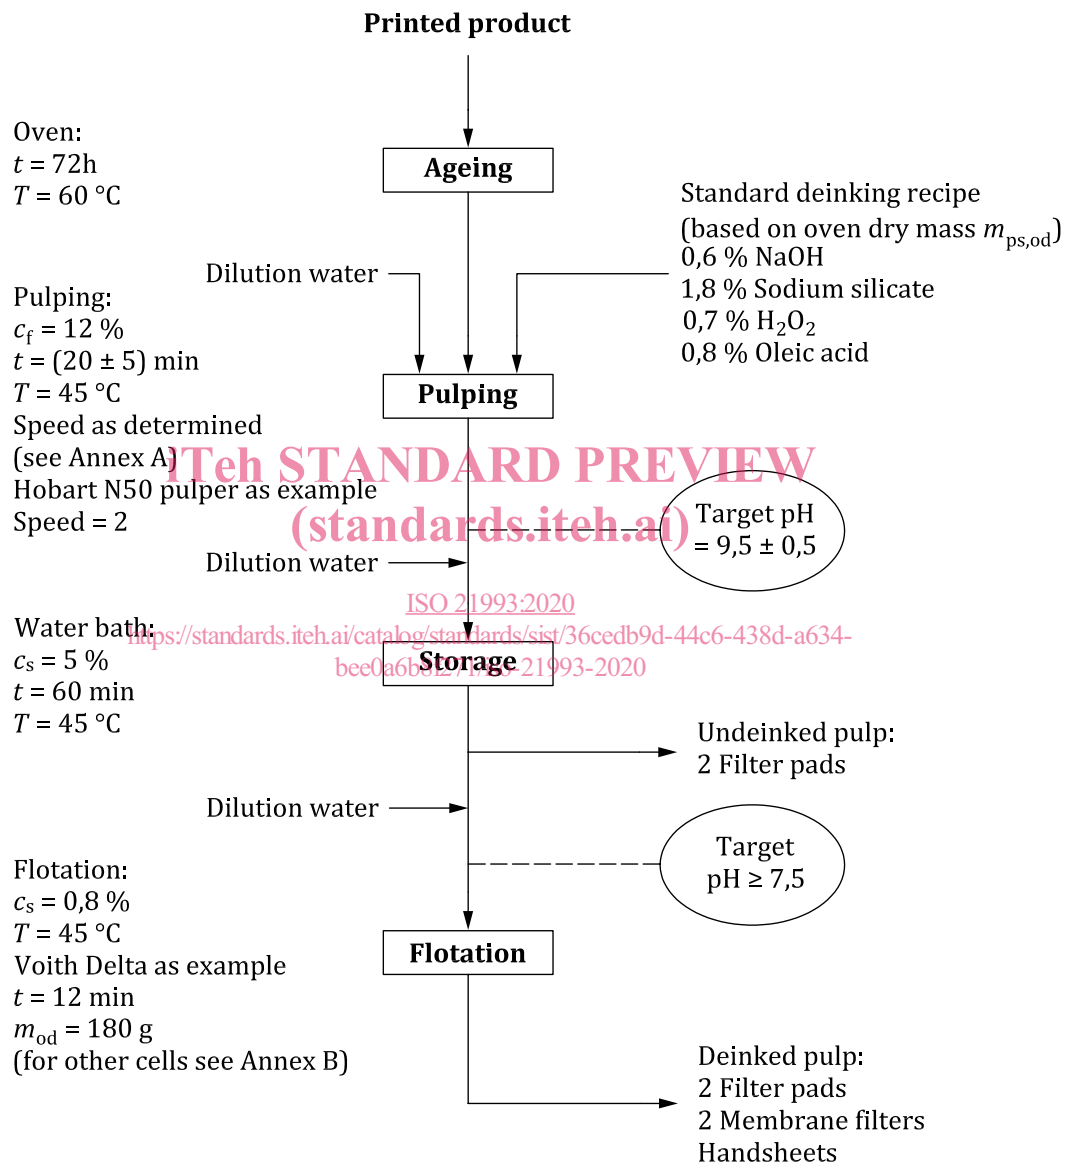 Printed product
Oven:
t = 72h
T = 60 °C
Ageing
Standard deinking recipe
(based on oven dry mass mps,od)
0,6 % NaOH
1,8 % Sodium silicate
0,7 % H2O2
0,8 % Oleic acid
Dilution water
Pulping:
cf = 12 %
t = (20 ± 5) min
T = 45 °C
Speed as determined
(see Annex A)
Hobart N50 pulper as example
Speed = 2
Pulping
iTeh STANDARD PREVIEW
(standards.iteh.ai)
Target pH
= 9,5 ± 0,5
Dilution water
ISO 21993:2020
https://standards.iteh.ai/catalog/standards/sist/36cedb9d-44c6-438d-a634-
Water bath:
cs = 5 %
t = 60 min
T = 45 °C
Storage
Undeinked pulp:
2 Filter pads
Dilution water
Target
pH ≥ 7,5
Flotation:
cs = 0,8 %
T = 45 °C
Voith Delta as example
t = 12 min
mod = 180 g
(for other cells see Annex B)
Flotation
Deinked pulp:
2 Filter pads
2 Membrane filters
Handsheets